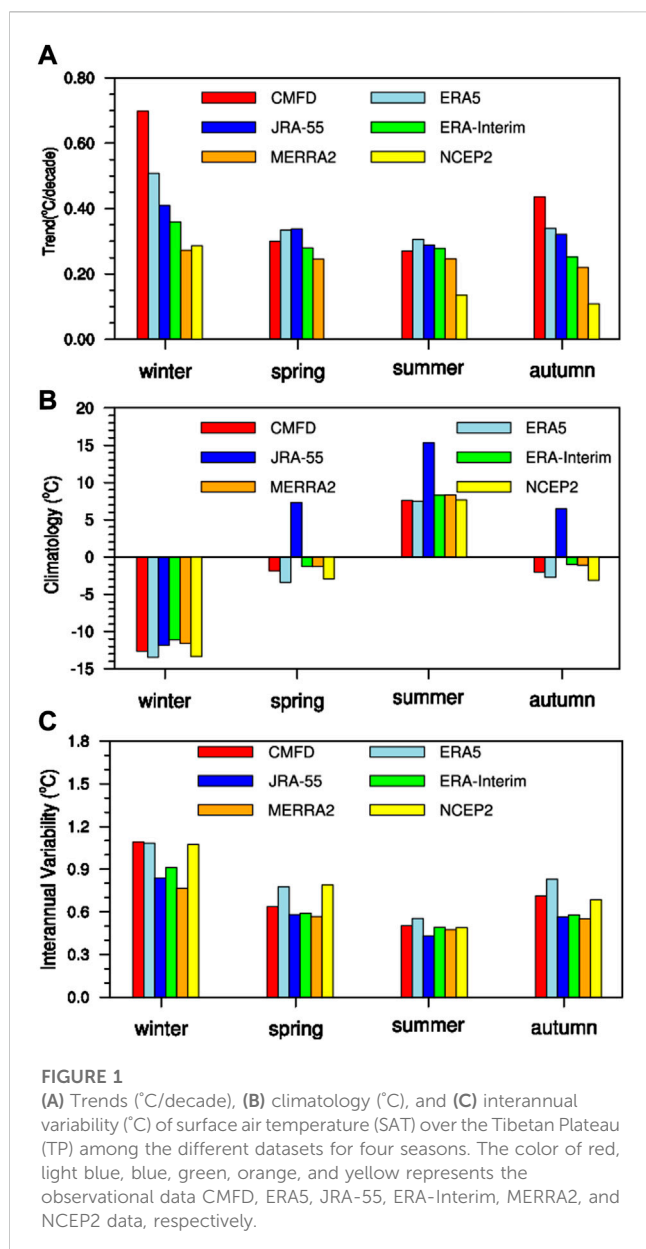 A
0.80
0.60
0.40
0.20
0.00
Trend(°C/decade)
CMFD
JRA-55
MERRA2
ERA5
ERA-Interim
NCEP2
winter
spring
summer
autumn
B
20
15
10
5
0
-5
-10
-15
Climatology (°C)
CMFD
JRA-55
MERRA2
ERA5
ERA-Interim
NCEP2
winter
spring
summer
autumn
C
1.8
1.5
1.2
0.9
0.6
0.3
0.0
Interannual Variability (°C)
CMFD
JRA-55
MERRA2
ERA5
ERA-Interim
NCEP2
winter
spring
summer
autumn
FIGURE 1
(A) Trends (°C/decade), (B) climatology (°C), and (C) interannual
variability (°C) of surface air temperature (SAT) over the Tibetan Plateau
(TP) among the different datasets for four seasons. The color of red,
light blue, blue, green, orange, and yellow represents the
observational data CMFD, ERA5, JRA-55, ERA-Interim, MERRA2, and
NCEP2 data, respectively.